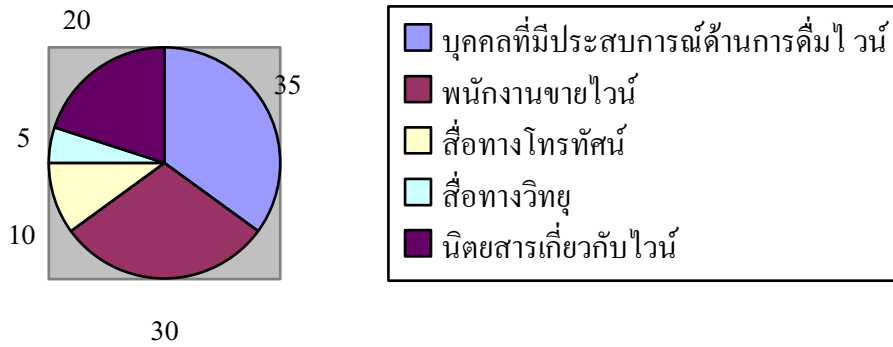 20
35
5
10
30
บุคคลที่มีประสบการณ์ด้านการดื่มไวน์
พนักงานขายไวน์
สื่อทางโทรทัศน์
สื่อทางวิทยุ
นิตยสารเกี่ยวกับไวน์